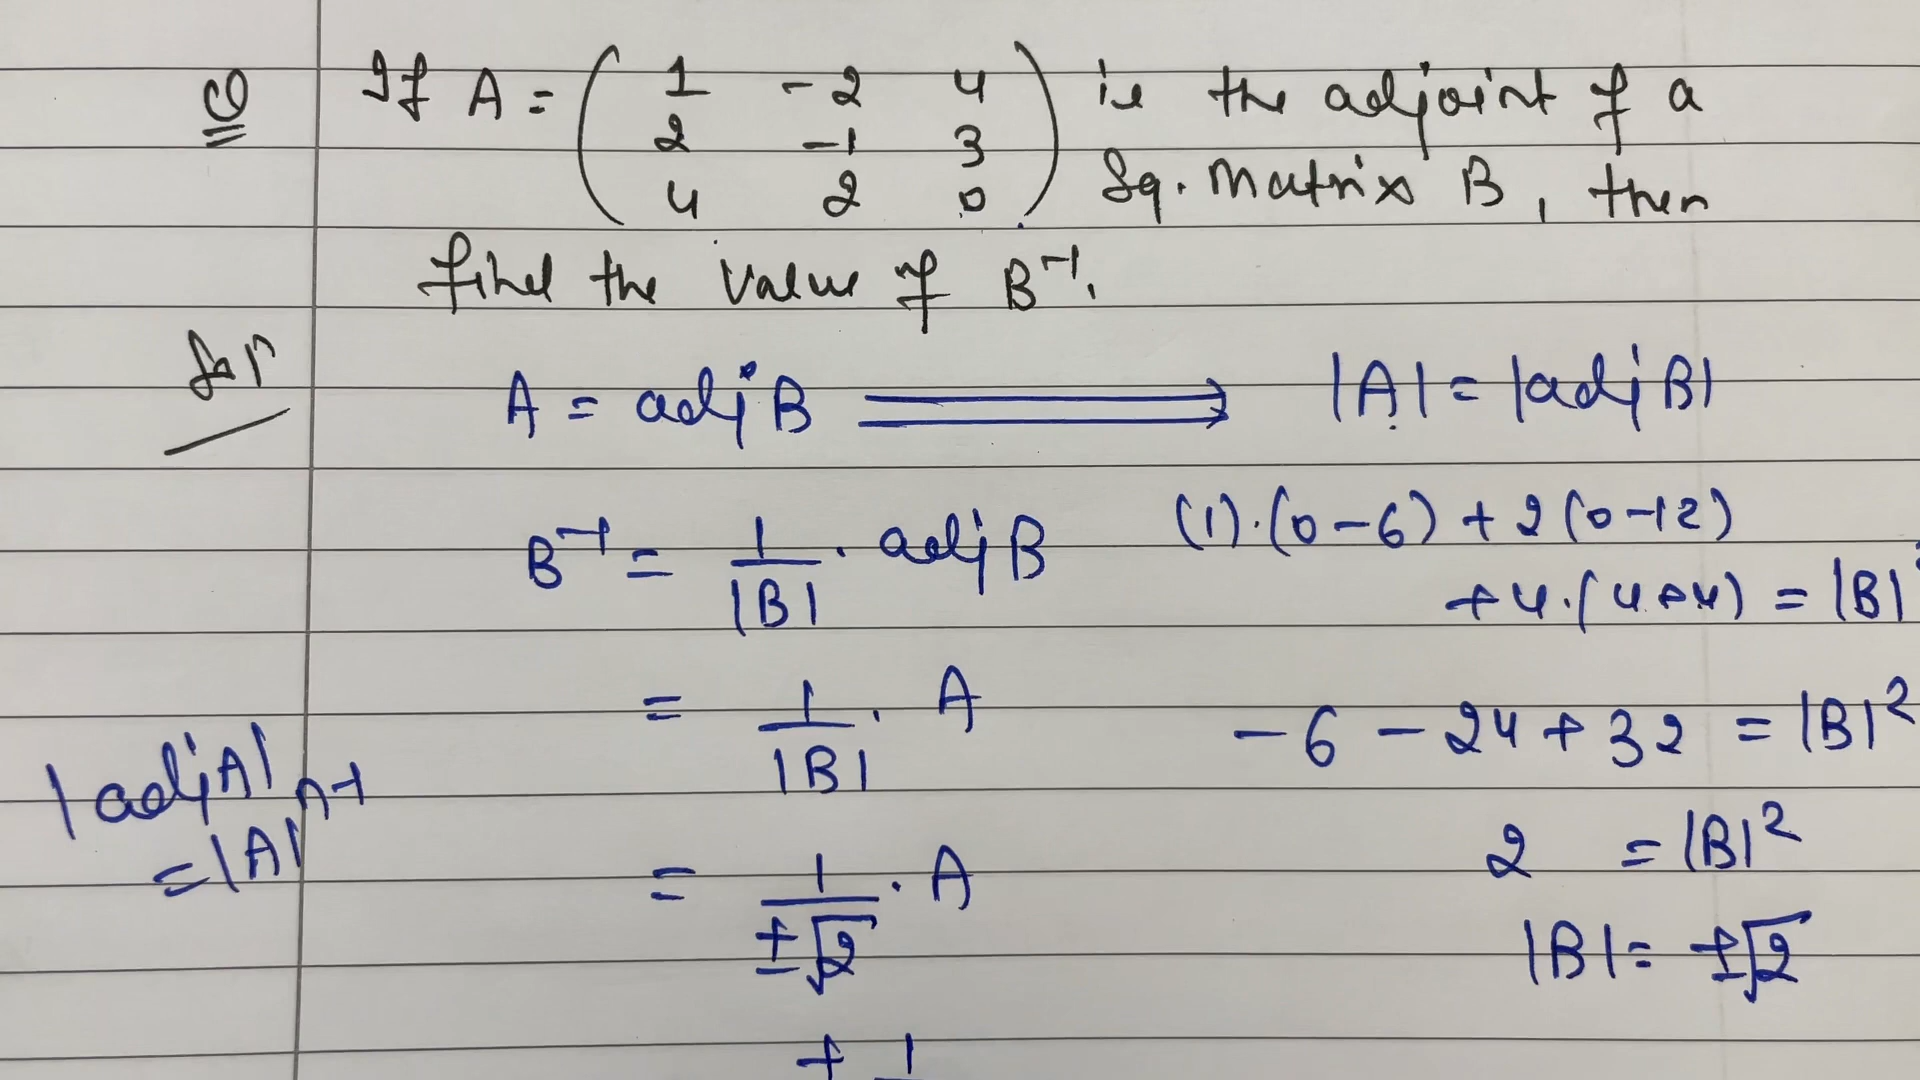 Q If A = ( 1 -2 4 is the adjoint of a
2 -1 3
4 2 0 ) Sq. Matrix B, then
find the value of B⁻¹.
Solⁿ
A = adj B ⟹ |A| = |adj B|
B⁻¹ = 1/|B| · adj B (1)·(0-6) + 2(0-12)
+4·(4+4) = |B|
= 1/|B| · A -6 - 24 + 32 = |B|²
|adj A|
= |A|ⁿ⁻¹
2 = |B|²
= 1/±√2 · A
|B| = ±√2
± 1